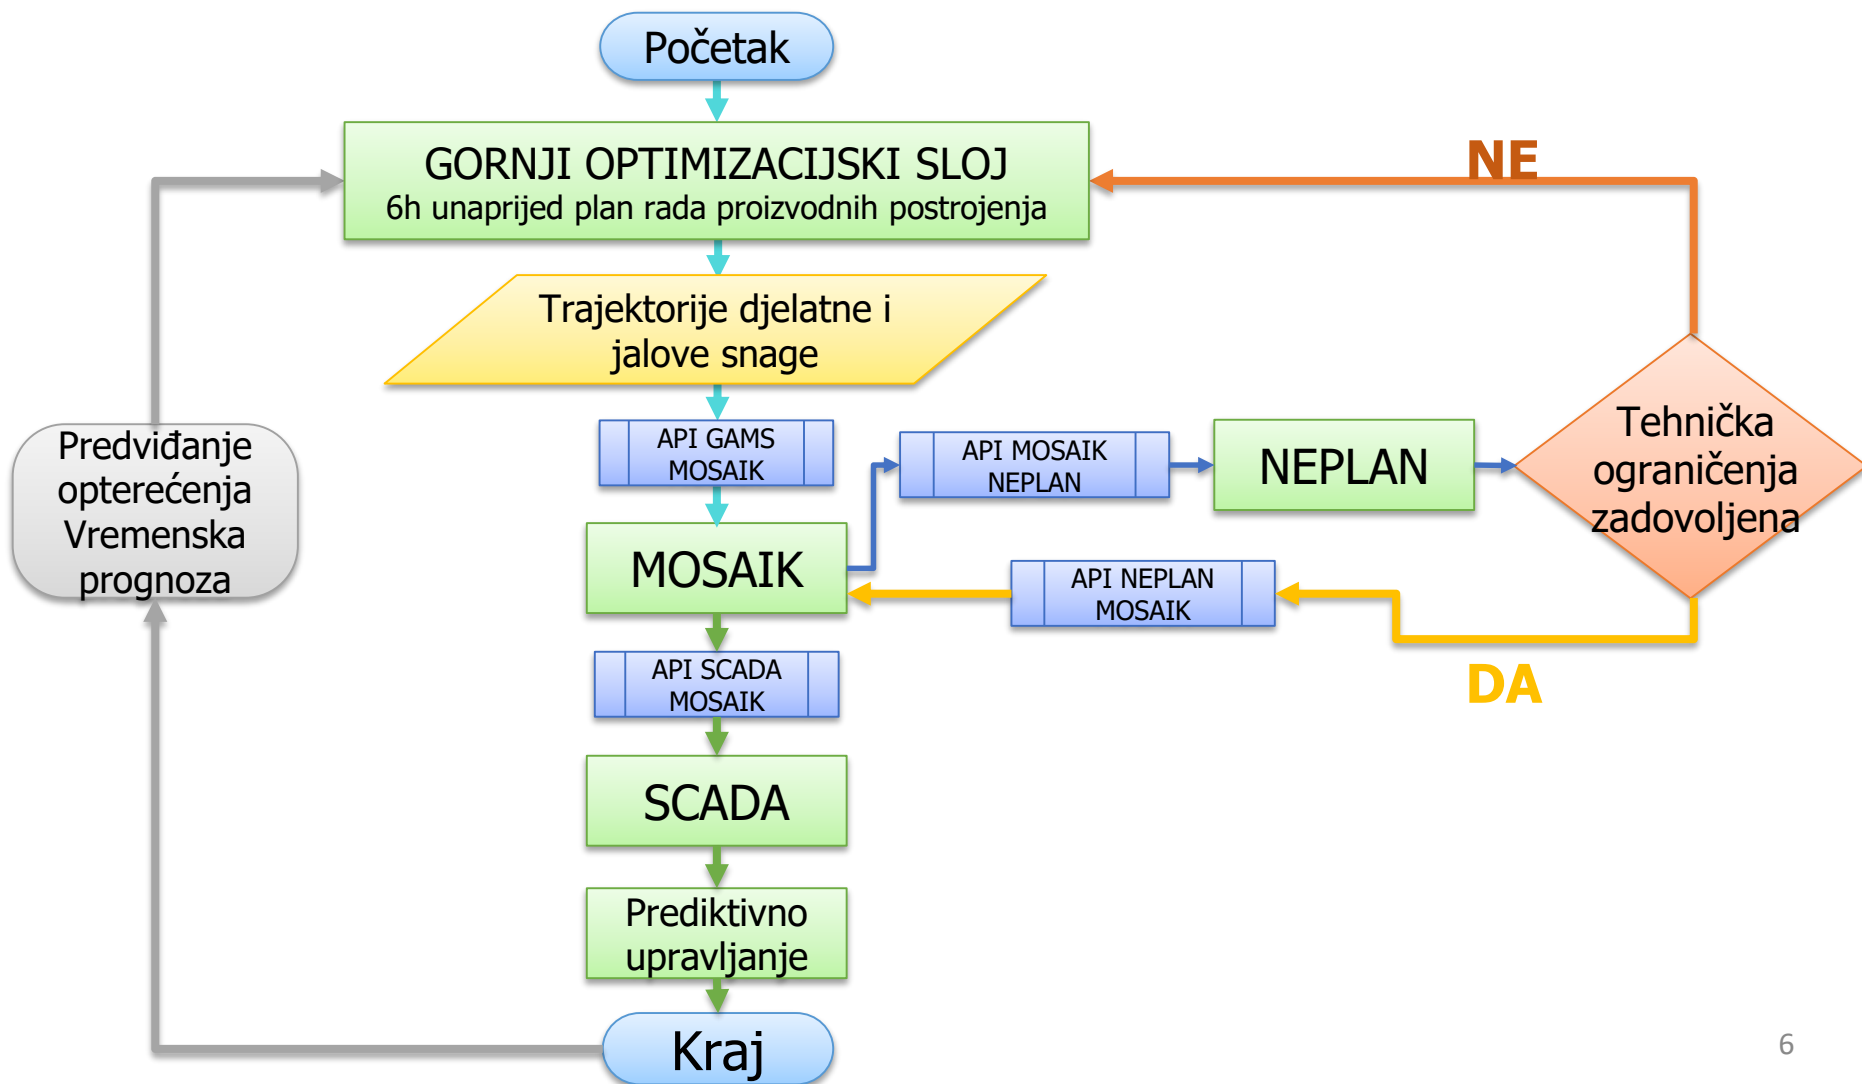 Početak
GORNJI OPTIMIZACIJSKI SLOJ
6h unaprijed plan rada proizvodnih postrojenja
NE
Trajektorije djelatne i
jalove snage
API GAMS
MOSAIK
API MOSAIK
NEPLAN
NEPLAN
Tehnička
ograničenja
zadovoljena
Predviđanje
opterećenja
Vremenska
prognoza
MOSAIK
API NEPLAN
MOSAIK
DA
API SCADA
MOSAIK
SCADA
Prediktivno
upravljanje
Kraj
6